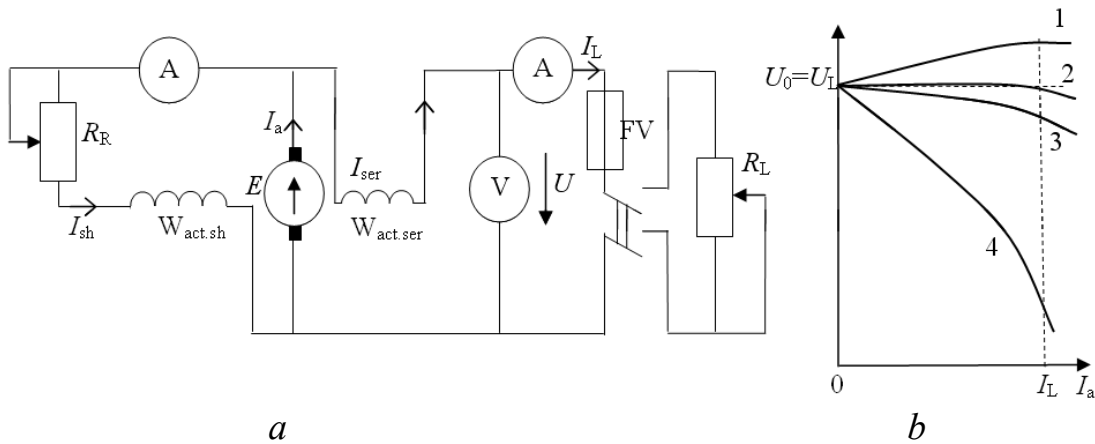 A
R_R
I_sh
W_act.sh
E
I_a
I_ser
W_act.ser
V
U
A
I_L
FV
R_L
a
U_0=U_L
1
2
3
4
0
I_L
I_a
b